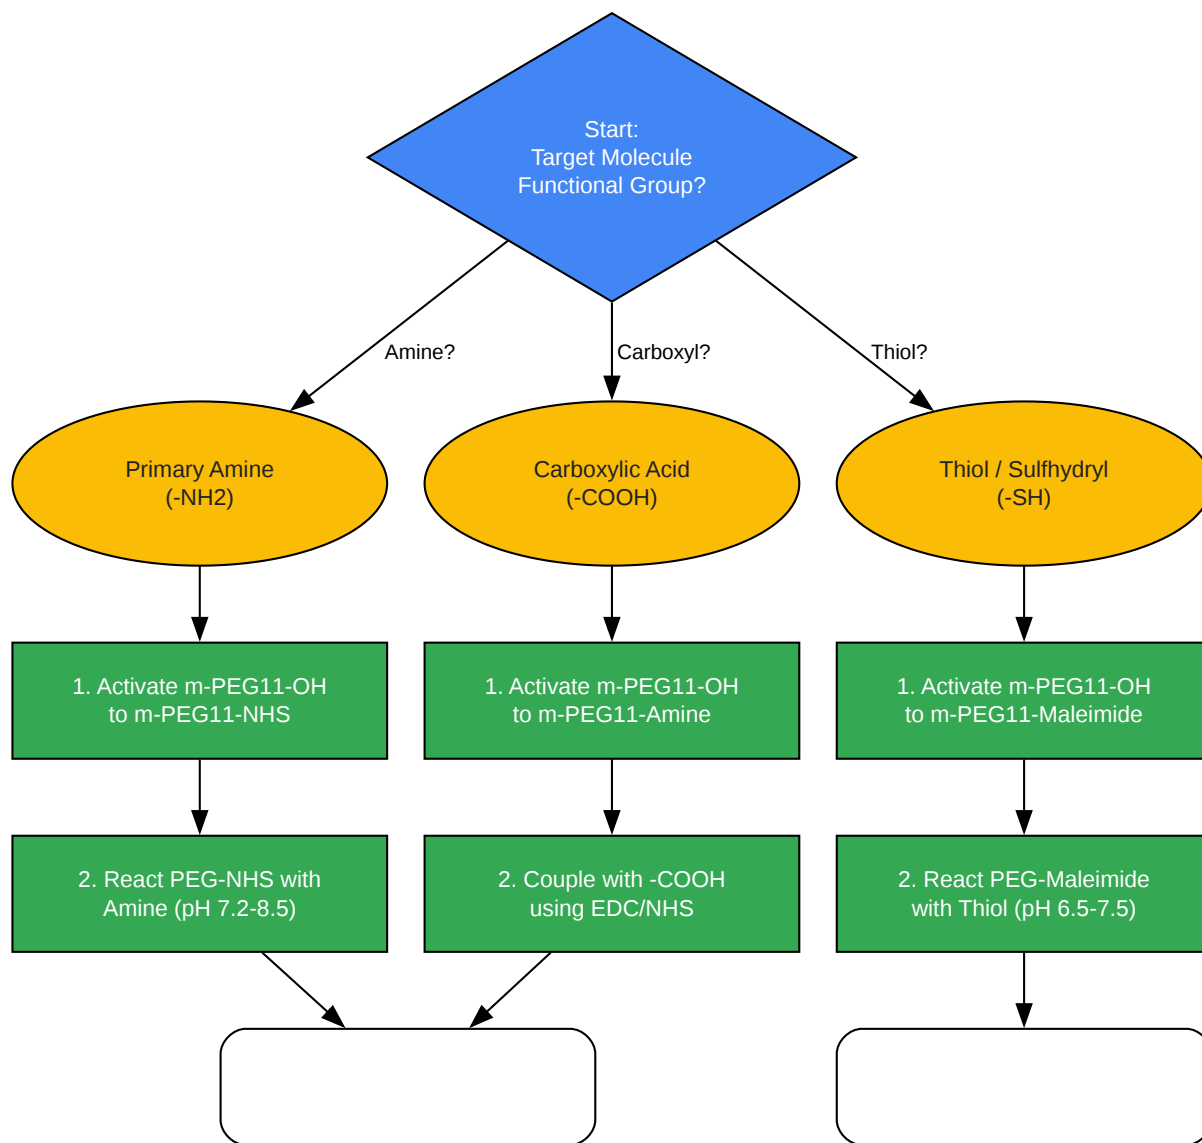 Start:
Target Molecule
Functional Group?
Amine?
Carboxyl?
Thiol?
Primary Amine
(-NH2)
Carboxylic Acid
(-COOH)
Thiol / Sulfhydryl
(-SH)
1. Activate m-PEG11-OH
to m-PEG11-NHS
1. Activate m-PEG11-OH
to m-PEG11-Amine
1. Activate m-PEG11-OH
to m-PEG11-Maleimide
2. React PEG-NHS with
Amine (pH 7.2-8.5)
2. Couple with -COOH
using EDC/NHS
2. React PEG-Maleimide
with Thiol (pH 6.5-7.5)